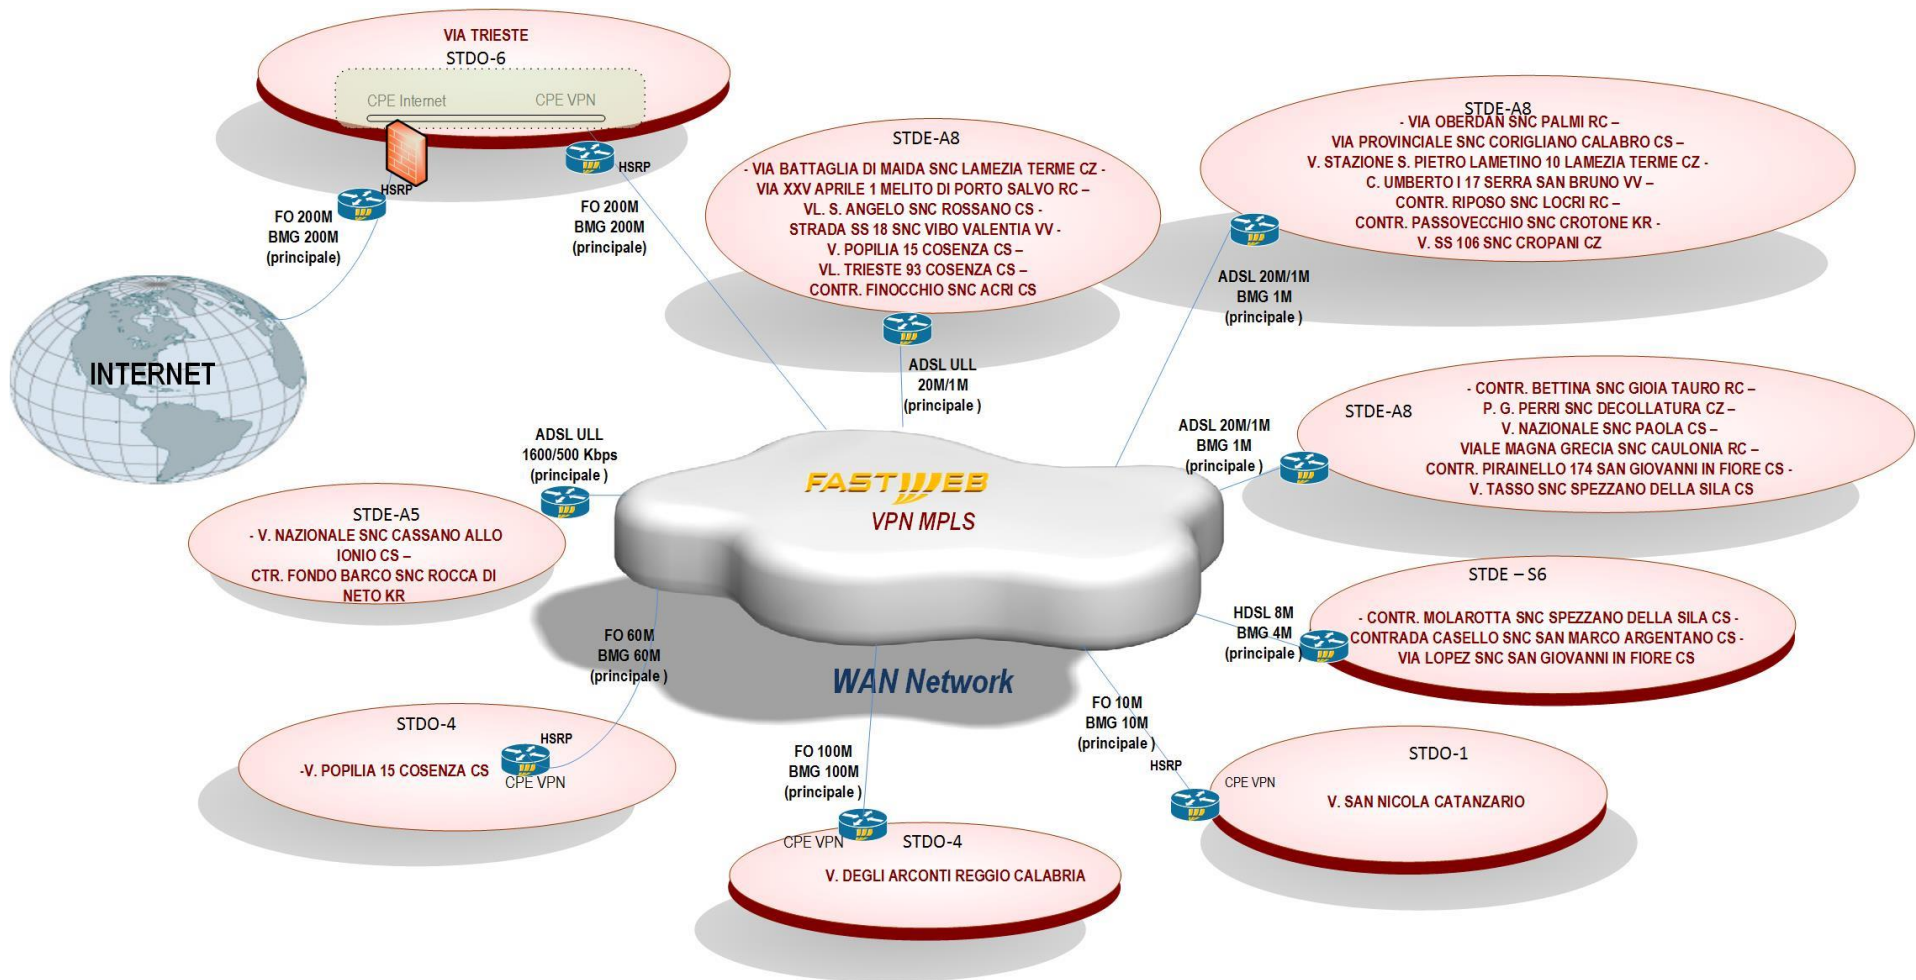 VIA TRIESTE
STDO-6
CPE Internet
CPE VPN
HSRP
HSRP
FO 200M
BMG 200M
(principale)
FO 200M
BMG 200M
(principale)
INTERNET
STDE-A8
- VIA BATTAGLIA DI MAIDA SNC LAMEZIA TERME CZ -
VIA XXV APRILE 1 MELITO DI PORTO SALVO RC –
VL. S. ANGELO SNC ROSSANO CS -
STRADA SS 18 SNC VIBO VALENTIA VV -
V. POPILIA 15 COSENZA CS –
VL. TRIESTE 93 COSENZA CS –
CONTR. FINOCCHIO SNC ACRI CS
ADSL ULL
20M/1M
(principale )
STDE-A8
- VIA OBERDAN SNC PALMI RC –
VIA PROVINCIALE SNC CORIGLIANO CALABRO CS –
V. STAZIONE S. PIETRO LAMETINO 10 LAMEZIA TERME CZ -
C. UMBERTO I 17 SERRA SAN BRUNO VV –
CONTR. RIPOSO SNC LOCRI RC –
CONTR. PASSOVECCHIO SNC CROTONE KR -
V. SS 106 SNC CROPANI CZ
ADSL 20M/1M
BMG 1M
(principale )
STDE-A8
- CONTR. BETTINA SNC GIOIA TAURO RC –
P. G. PERRI SNC DECOLLATURA CZ –
V. NAZIONALE SNC PAOLA CS –
VIALE MAGNA GRECIA SNC CAULONIA RC –
CONTR. PIRAINELLO 174 SAN GIOVANNI IN FIORE CS -
V. TASSO SNC SPEZZANO DELLA SILA CS
ADSL 20M/1M
BMG 1M
(principale )
ADSL ULL
1600/500 Kbps
(principale )
FASTWEB
VPN MPLS
STDE-A5
- V. NAZIONALE SNC CASSANO ALLO
IONIO CS –
CTR. FONDO BARCO SNC ROCCA DI
NETO KR
STDE – S6
- CONTR. MOLAROTTA SNC SPEZZANO DELLA SILA CS -
CONTRADA CASELLO SNC SAN MARCO ARGENTANO CS -
VIA LOPEZ SNC SAN GIOVANNI IN FIORE CS
HDSL 8M
BMG 4M
(principale )
FO 60M
BMG 60M
(principale )
WAN Network
STDO-4
HSRP
-V. POPILIA 15 COSENZA CS
CPE VPN
FO 100M
BMG 100M
(principale )
CPE VPN
STDO-4
V. DEGLI ARCONTI REGGIO CALABRIA
FO 10M
BMG 10M
(principale )
HSRP
STDO-1
CPE VPN
V. SAN NICOLA CATANZARIO